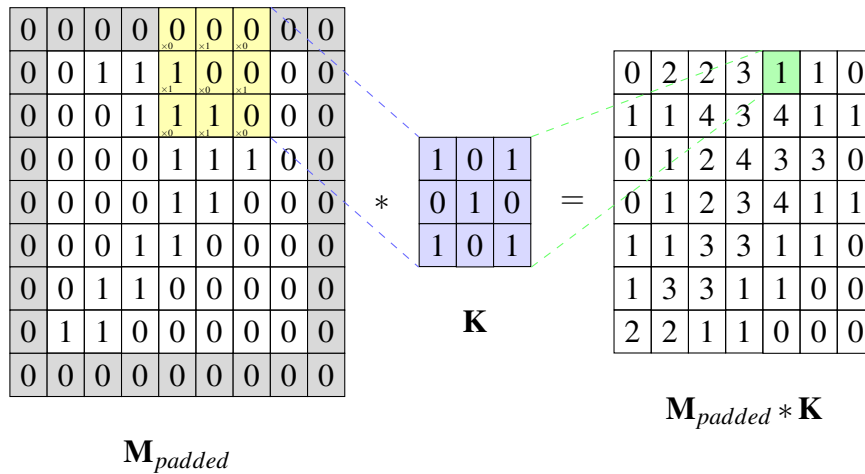 0 0 0 0 0 0 0 0 0
×0 ×1 ×0
0 0 1 1 1 0 0 0 0
×1 ×0 ×1
0 0 0 1 1 1 0 0 0
×0 ×1 ×0
0 0 0 0 1 1 1 0 0
0 0 0 0 1 1 0 0 0
0 0 0 1 1 0 0 0 0
0 0 1 1 0 0 0 0 0
0 1 1 0 0 0 0 0 0
0 0 0 0 0 0 0 0 0
M_padded
*
1 0 1
0 1 0
1 0 1
K
=
0 2 2 3 1 1 0
1 1 4 3 4 1 1
0 1 2 4 3 3 0
0 1 2 3 4 1 1
1 1 3 3 1 1 0
1 3 3 1 1 0 0
2 2 1 1 0 0 0
M_padded * K